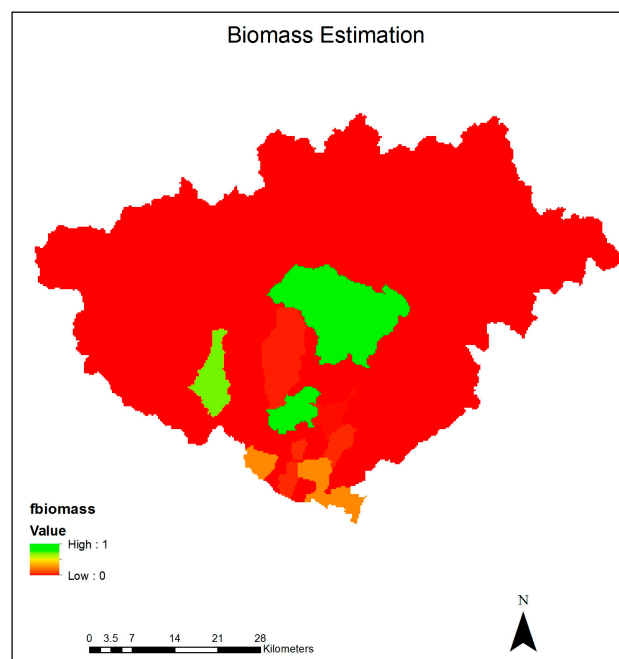 Biomass Estimation
fbiomass
Value
High : 1
Low : 0
N
0 3.5 7 14 21 28
Kilometers